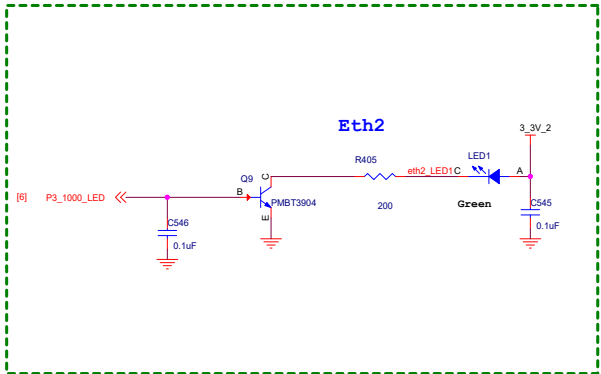 Eth2
3_3V_2
R405
LED1
eth2_LED1
C
A
Q9
C
B
[6]
P3_1000_LED
PMBT3904
200
Green
C545
E
C546
0.1uF
0.1uF